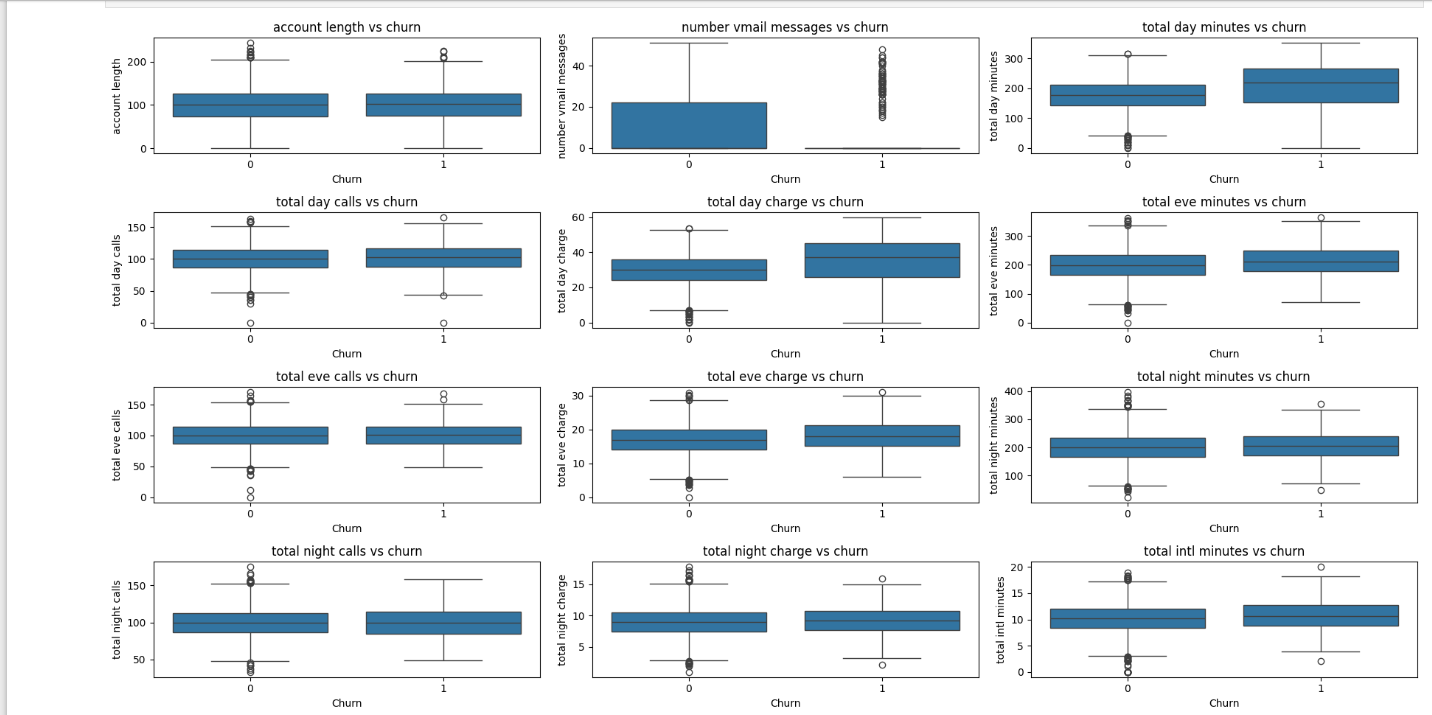 account length vs churn
number vmail messages vs churn
total day minutes vs churn
account length
200
100
0
0
1
Churn
number vmail messages
40
20
0
0
1
Churn
total day minutes
300
200
100
0
0
1
Churn
total day calls vs churn
total day charge vs churn
total eve minutes vs churn
total day calls
150
100
50
0
0
1
Churn
total day charge
60
40
20
0
0
1
Churn
total eve minutes
300
200
100
0
0
1
Churn
total eve calls vs churn
total eve charge vs churn
total night minutes vs churn
total eve calls
150
100
50
0
0
1
Churn
total eve charge
30
20
10
0
0
1
Churn
total night minutes
400
300
200
100
0
1
Churn
total night calls vs churn
total night charge vs churn
total intl minutes vs churn
total night calls
150
100
50
0
1
Churn
total night charge
15
10
5
0
1
Churn
total intl minutes
20
15
10
5
0
0
1
Churn